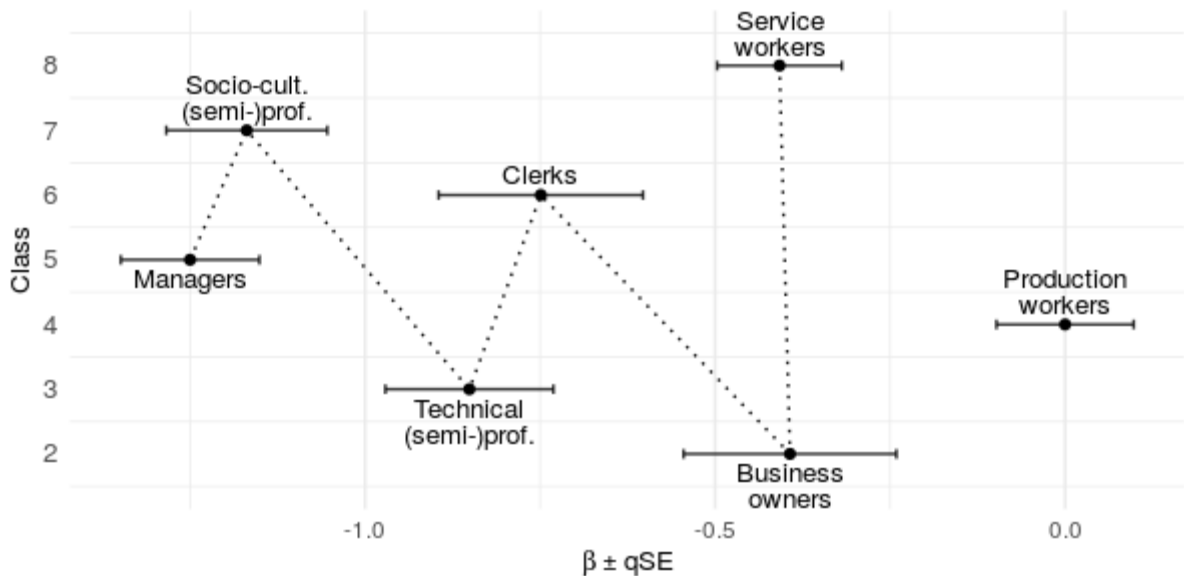 Service
workers
8
Socio-cult.
(semi-)prof.
7
Clerks
6
5
Managers
Production
workers
4
3
Technical
(semi-)prof.
2
Business
owners
Class
-1.0
-0.5
0.0
β ± qSE